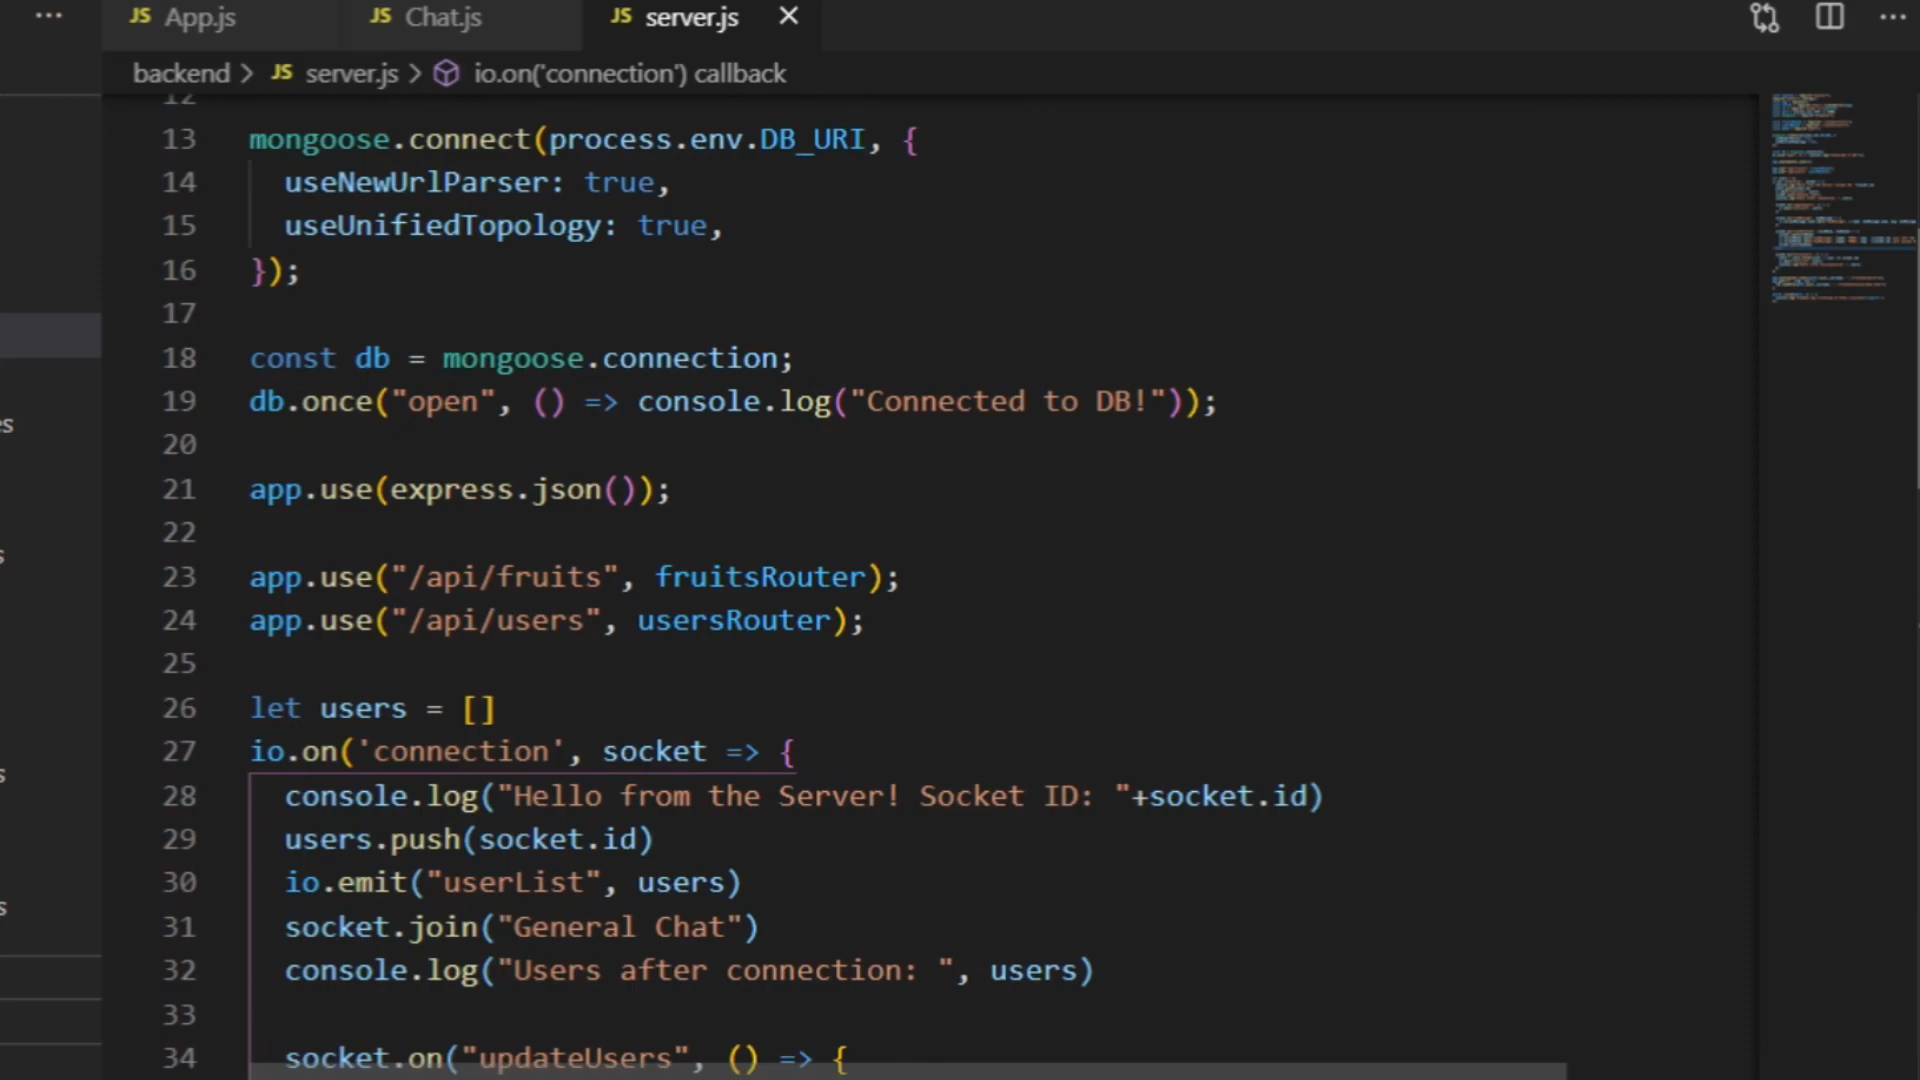 JS App.js JS Chat.js JS server.js
backend > JS server.js > io.on('connection') callback
12
13 mongoose.connect(process.env.DB_URI, {
14   useNewUrlParser: true,
15   useUnifiedTopology: true,
16 });
17
18 const db = mongoose.connection;
19 db.once("open", () => console.log("Connected to DB!"));
20
21 app.use(express.json());
22
23 app.use("/api/fruits", fruitsRouter);
24 app.use("/api/users", usersRouter);
25
26 let users = []
27 io.on('connection', socket => {
28   console.log("Hello from the Server! Socket ID: "+socket.id)
29   users.push(socket.id)
30   io.emit("userList", users)
31   socket.join("General Chat")
32   console.log("Users after connection: ", users)
33
34   socket.on("updateUsers", () => {